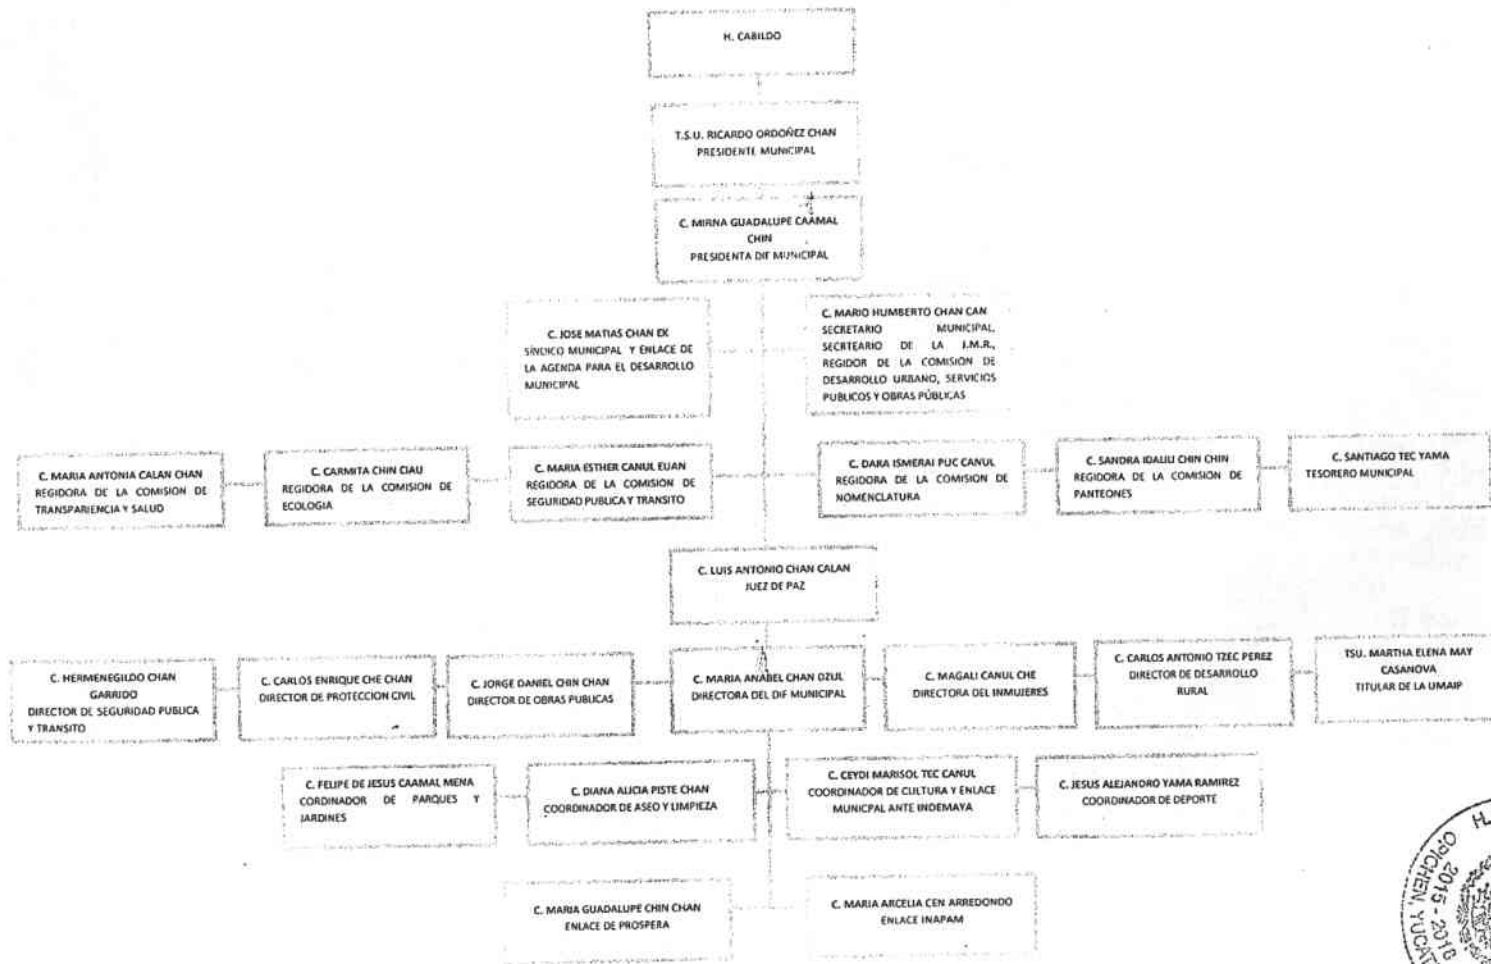 H. CABILDO
T.S.U. RICARDO ORDOÑEZ CHAN
PRESIDENTE MUNICIPAL
C. MIRNA GUADALUPE CAAMAL
CHIN
PRESIDENTA DIF MUNICIPAL
C. JOSE MATIAS CHAN EK
SÍNDICO MUNICIPAL Y ENLACE DE
LA AGENDA PARA EL DESARROLLO
MUNICIPAL
C. MARIO HUMBERTO CHAN CAN
SECRETARIO MUNICIPAL,
SECRTEARIO DE LA J.M.R.,
REGIDOR DE LA COMISION DE
DESARROLLO URBANO, SERVICIOS
PUBLICOS Y OBRAS PÚBLICAS
C. MARIA ANTONIA CALAN CHAN
REGIDORA DE LA COMISION DE
TRANSPARIENCIA Y SALUD
C. CARMITA CHIN CIAU
REGIDORA DE LA COMISION DE
ECOLOGIA
C. MARIA ESTHER CANUL EUAN
REGIDORA DE LA COMISION DE
SEGURIDAD PUBLICA Y TRANSITO
C. DARA ISMERAI PUC CANUL
REGIDORA DE LA COMISION DE
NOMENCLATURA
C. SANDRA IDALILI CHIN CHIN
REGIDORA DE LA COMISION DE
PANTEONES
C. SANTIAGO TEC YAMA
TESORERO MUNICIPAL
C. LUIS ANTONIO CHAN CALAN
JUEZ DE PAZ
C. HERMENEGILDO CHAN
GARRIDO
DIRECTOR DE SEGURIDAD PUBLICA
Y TRANSITO
C. CARLOS ENRIQUE CHE CHAN
DIRECTOR DE PROTECCION CIVIL
C. JORGE DANIEL CHIN CHAN
DIRECTOR DE OBRAS PUBLICAS
C. MARIA ANABEL CHAN DZUL
DIRECTORA DEL DIF MUNICIPAL
C. MAGALI CANUL CHE
DIRECTORA DEL INMUJERES
C. CARLOS ANTONIO TZEC PEREZ
DIRECTOR DE DESARROLLO
RURAL
TSU. MARTHA ELENA MAY
CASANOVA
TITULAR DE LA UMAIP
C. FELIPE DE JESUS CAAMAL MENA
CORDINADOR DE PARQUES Y
JARDINES
C. DIANA ALICIA PISTE CHAN
COORDINADOR DE ASEO Y LIMPIEZA
C. CEYDI MARISOL TEC CANUL
COORDINADOR DE CULTURA Y ENLACE
MUNICPAL ANTE INDEMAYA
C. JESUS ALEJANDRO YAMA RAMIREZ
COORDINADOR DE DEPORTE
C. MARIA GUADALUPE CHIN CHAN
ENLACE DE PROSPERA
C. MARIA ARCELIA CEN ARREDONDO
ENLACE INAPAM
H.
OPICHEN, YUCA
2015 - 2018